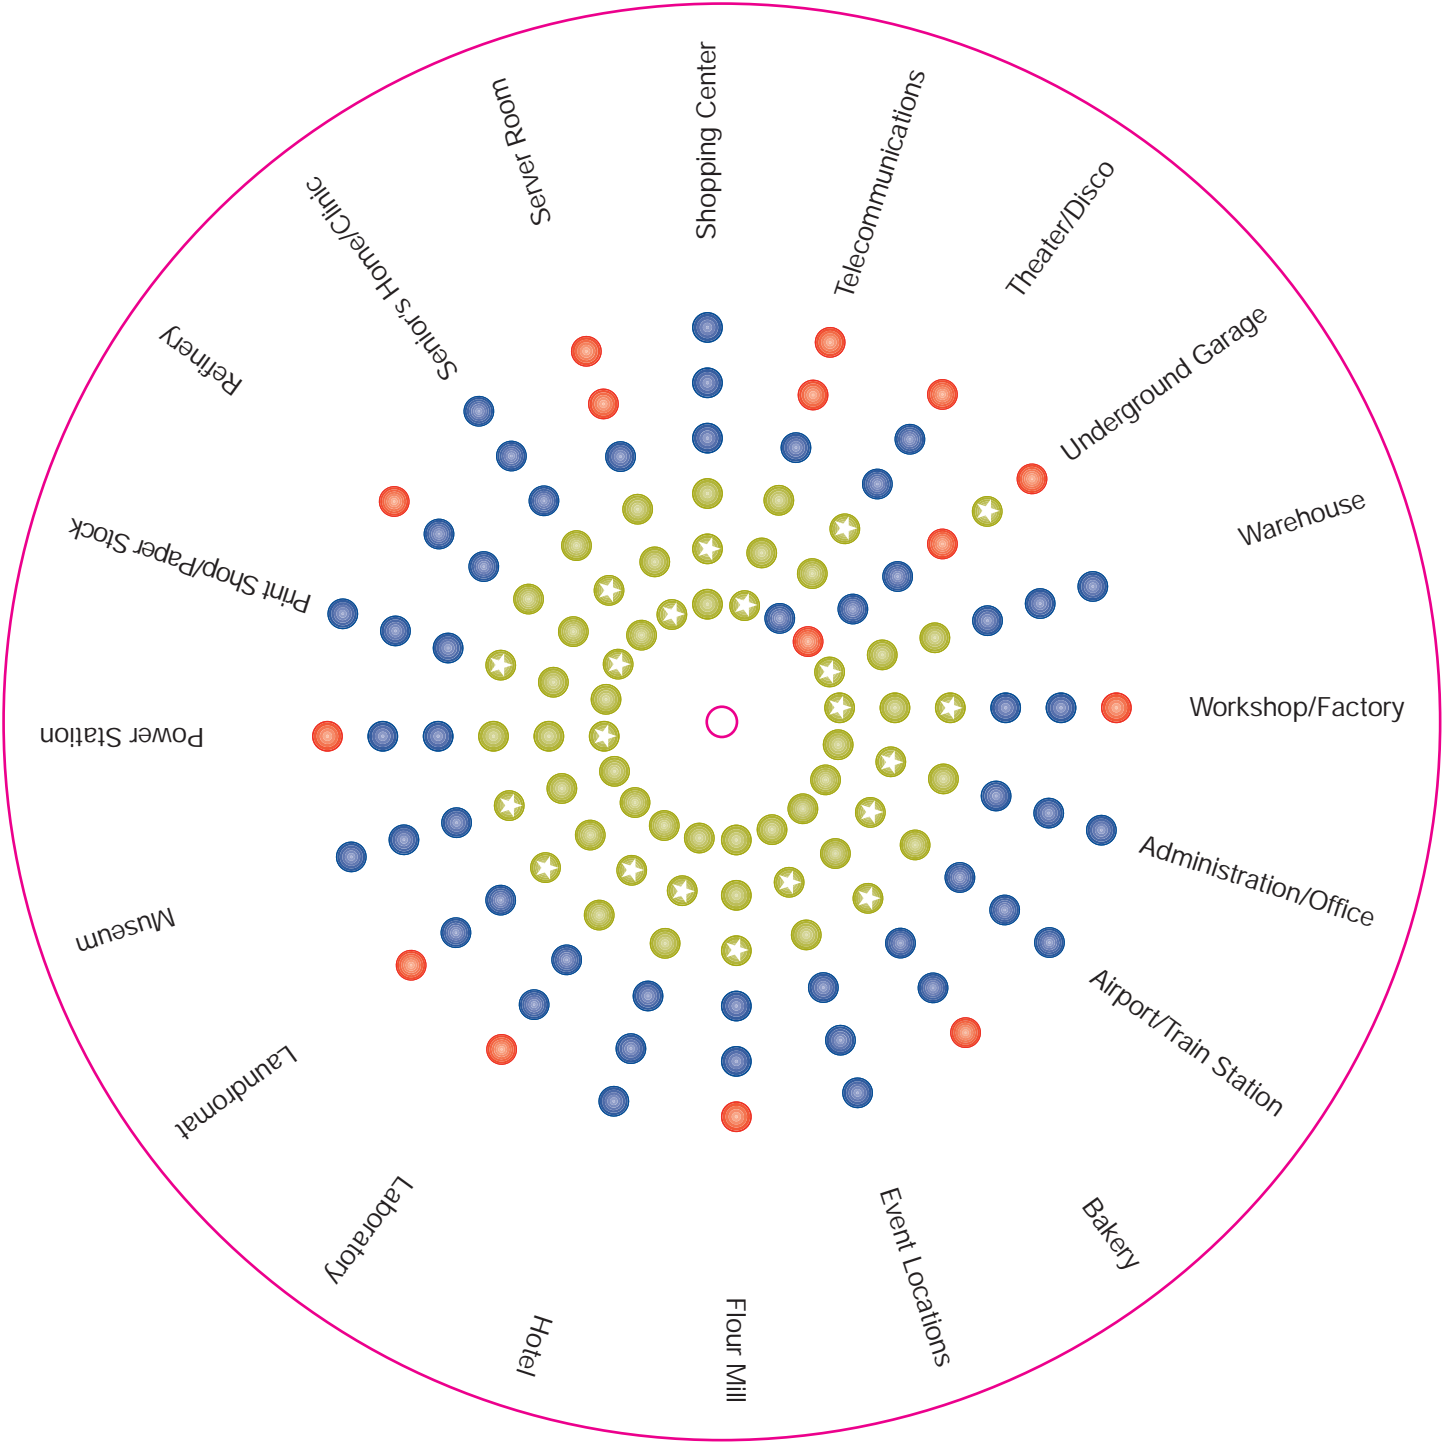 Shopping Center
Telecommunications
Theater/Disco
Underground Garage
Warehouse
Workshop/Factory
Administration/Office
Airport/Train Station
Bakery
Event Locations
Flour Mill
Hotel
Laboratory
Laundromat
Museum
Power Station
Print Shop/Paper Stock
Refinery
Senior's Home/Clinic
Server Room